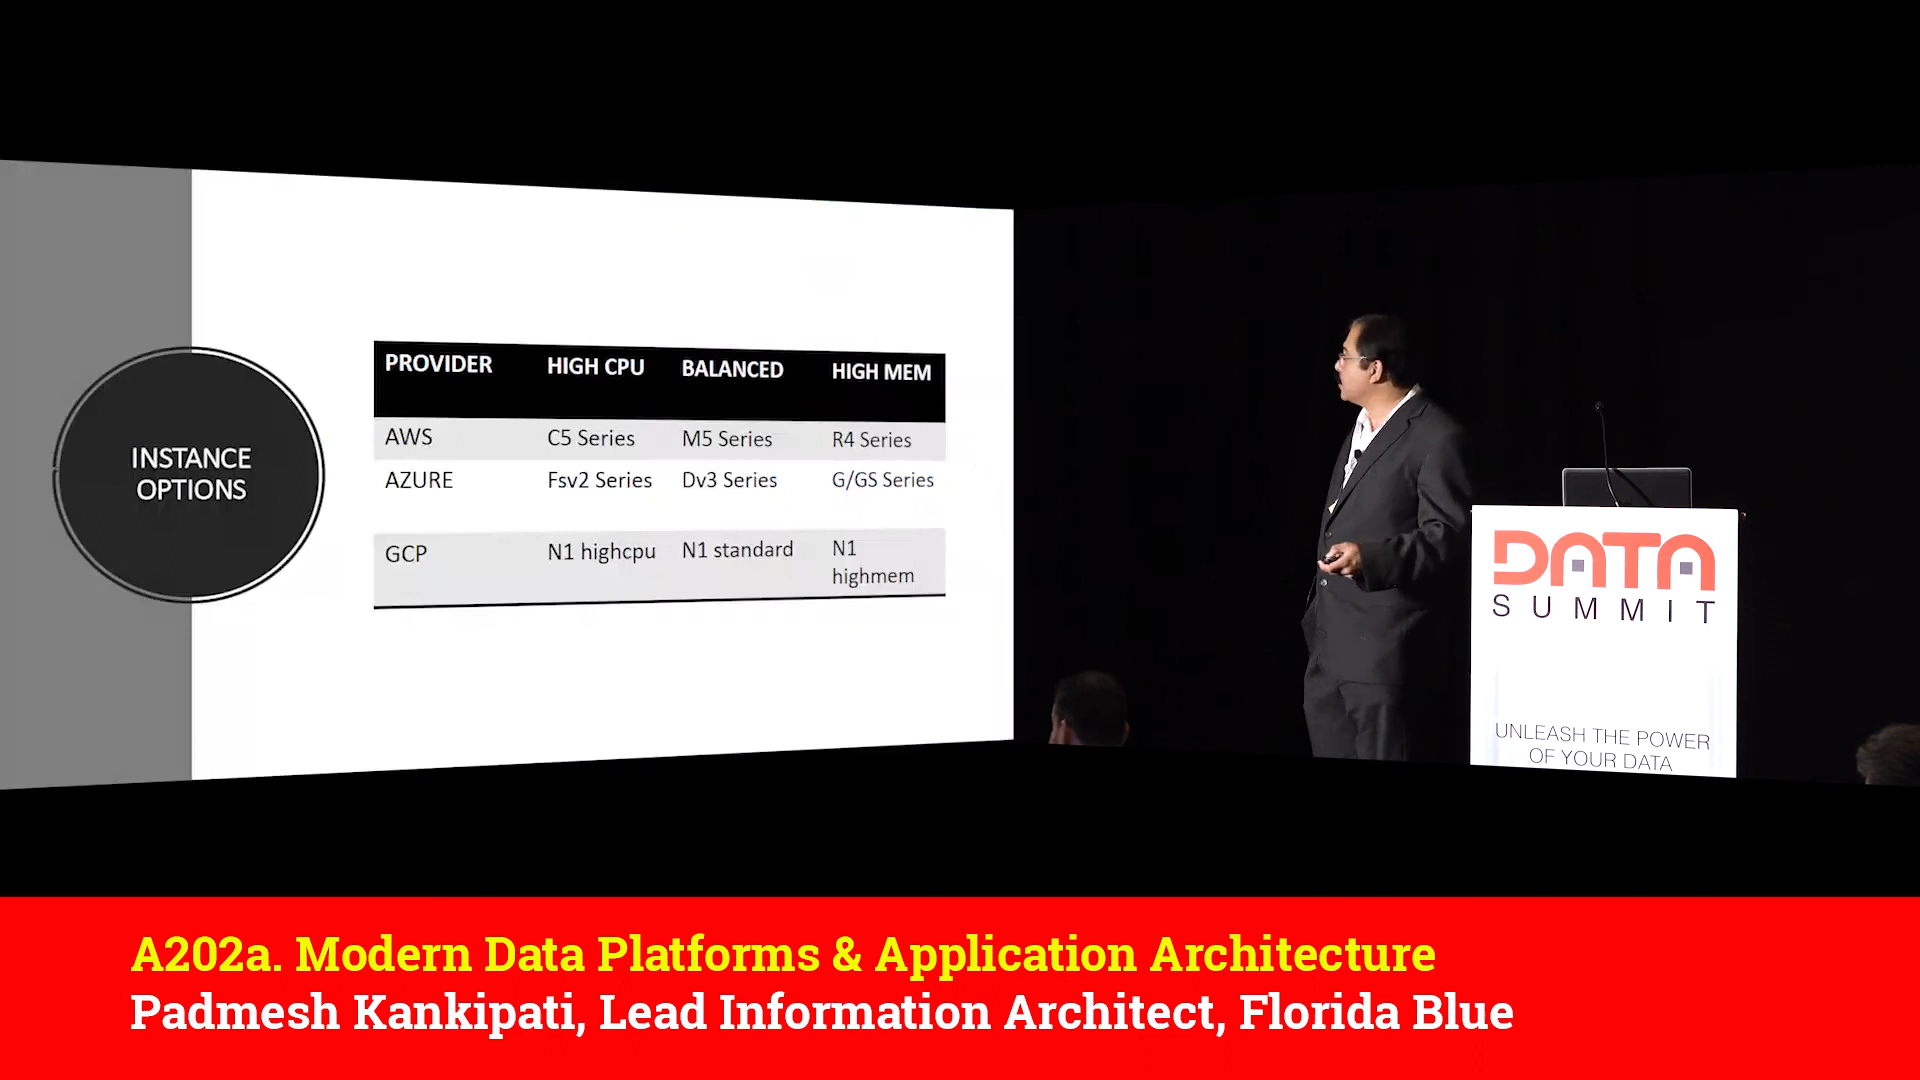 INSTANCE
OPTIONS
PROVIDER HIGH CPU BALANCED HIGH MEM
AWS C5 Series M5 Series R4 Series
AZURE Fsv2 Series Dv3 Series G/GS Series
GCP N1 highcpu N1 standard N1
highmem
DATA
SUMMIT
UNLEASH THE POWER
OF YOUR DATA
A202a. Modern Data Platforms & Application Architecture
Padmesh Kankipati, Lead Information Architect, Florida Blue